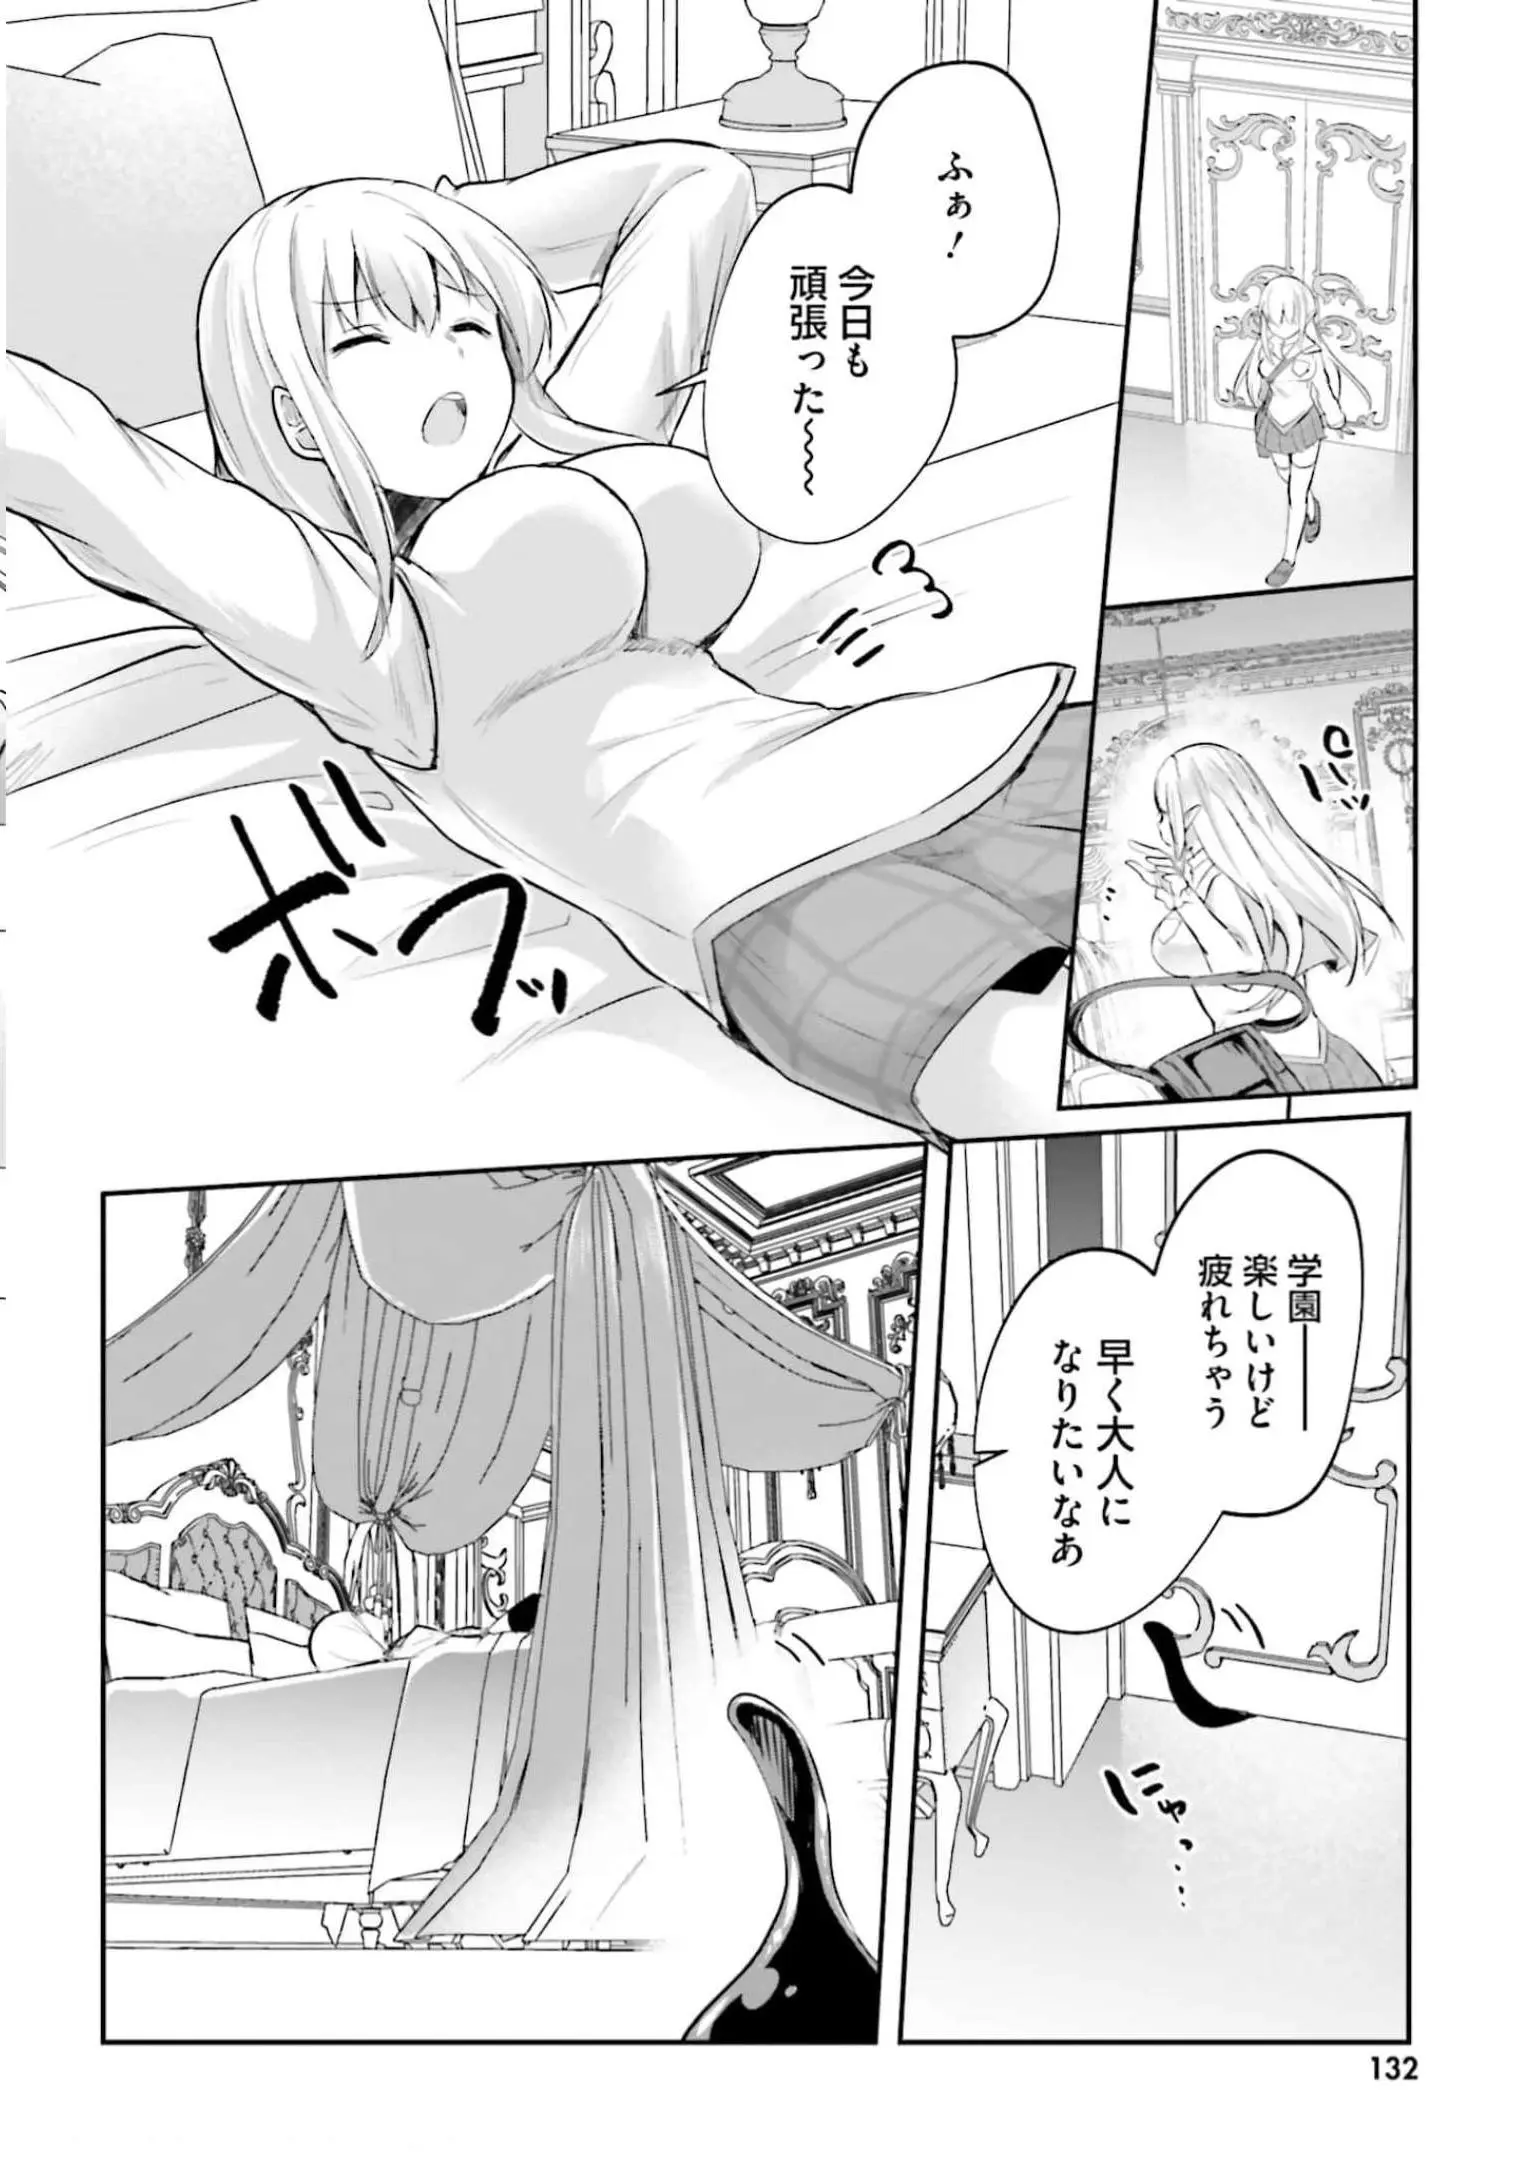 パッ
ふぁ!
今日も
頑張った~~~
ボフッ
学園――
楽しいけど
疲れちゃう
早く大人に
なりたいなあ
にゅっ…
132